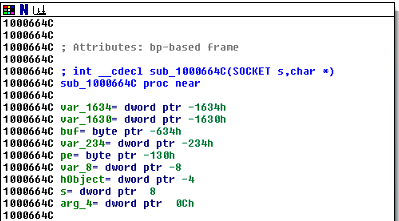 1000664C
1000664C
1000664C ; Attributes: bp-based frame
1000664C
1000664C ; int __cdecl sub_1000664C(SOCKET s,char *)
1000664C sub_1000664C proc near
1000664C
1000664C var_1634= dword ptr -1634h
1000664C var_1630= dword ptr -1630h
1000664C buf= byte ptr -634h
1000664C var_234= dword ptr -234h
1000664C pe= byte ptr -130h
1000664C var_8= dword ptr -8
1000664C hObject= dword ptr -4
1000664C s= dword ptr  8
1000664C arg_4= dword ptr  0Ch
1000664C